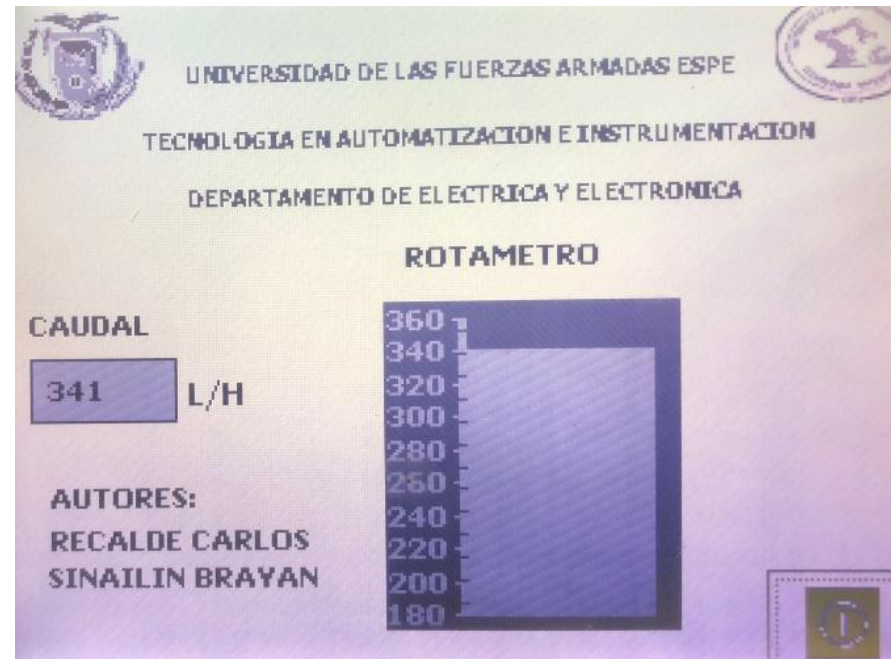 UNIVERSIDAD DE LAS FUERZAS ARMADAS ESPE
TECNOLOGIA EN AUTOMATIZACION E INSTRUMENTACION
DEPARTAMENTO DE ELECTRICA Y ELECTRONICA
ROTAMETRO
CAUDAL
341 L/H
360
340
320
300
280
260
240
220
200
180
AUTORES:
RECALDE CARLOS
SINAILIN BRAYAN